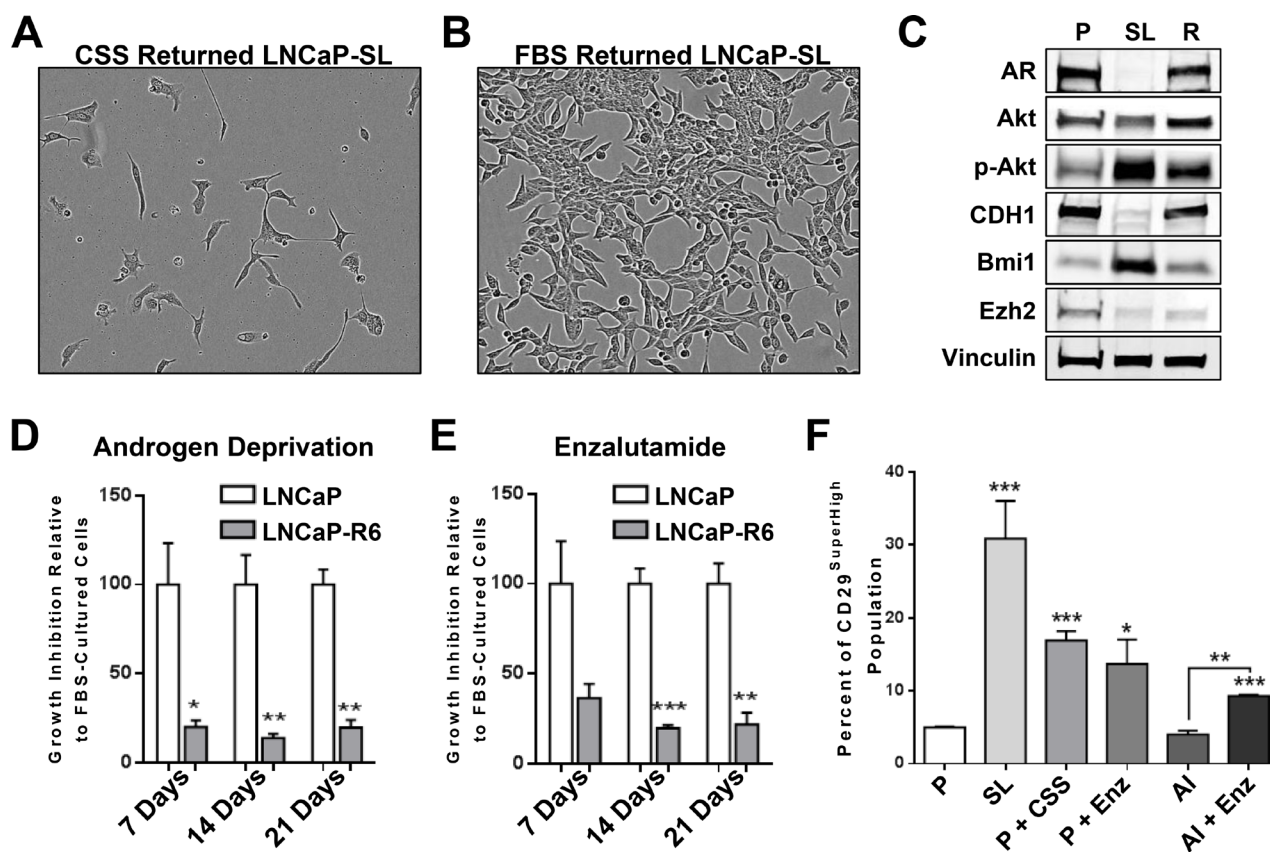 A
CSS Returned LNCaP-SL
B
FBS Returned LNCaP-SL
C
P SL R
AR
Akt
p-Akt
CDH1
Bmi1
Ezh2
Vinculin
D
Androgen Deprivation
Growth Inhibition Relative
to FBS-Cultured Cells
150
100
50
0
LNCaP
LNCaP-R6
*
**
**
7 Days
14 Days
21 Days
E
Enzalutamide
Growth Inhibition Relative
to FBS-Cultured Cells
150
100
50
0
LNCaP
LNCaP-R6
***
**
7 Days
14 Days
21 Days
F
Percent of CD29SuperHigh
Population
40
30
20
10
0
***
***
*
**
***
P
SL
P + CSS
P + Enz
AI
AI + Enz